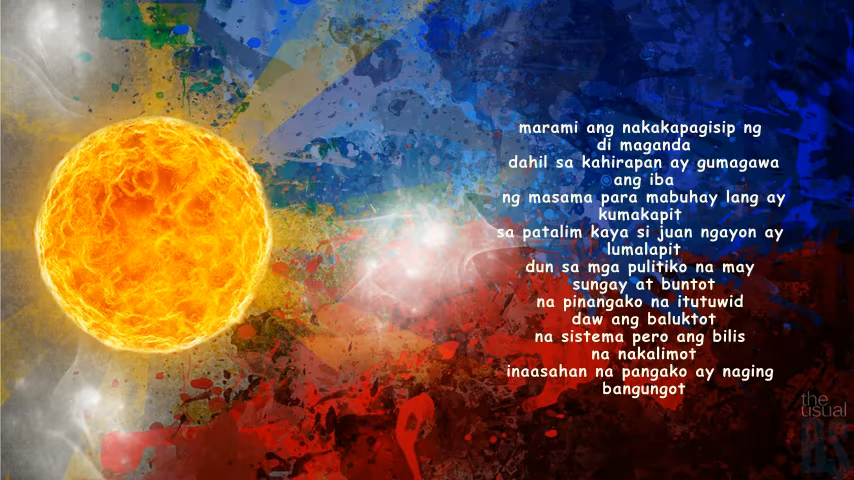 marami ang nakakapagisip ng
di maganda
dahil sa kahirapan ay gumagawa
ang iba
ng masama para mabuhay lang ay
kumakapit
sa patalim kaya si juan ngayon ay
lumalapit
dun sa mga pulitiko na may
sungay at buntot
na pinangako na itutuwid
daw ang baluktot
na sistema pero ang bilis
na nakalimot
inaasahan na pangako ay naging
bangungot
the
usual